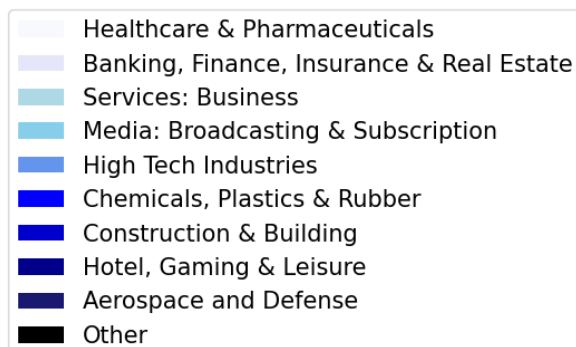 Healthcare & Pharmaceuticals
Banking, Finance, Insurance & Real Estate
Services: Business
Media: Broadcasting & Subscription
High Tech Industries
Chemicals, Plastics & Rubber
Construction & Building
Hotel, Gaming & Leisure
Aerospace and Defense
Other